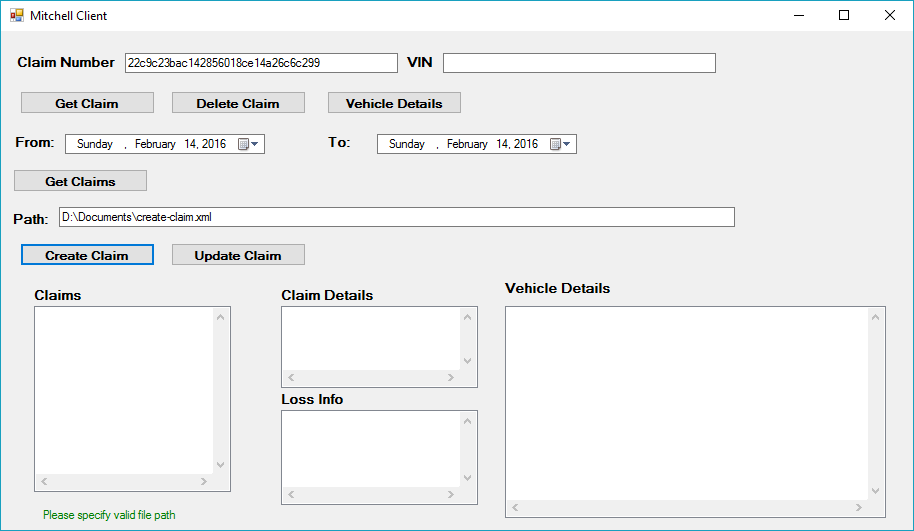 Mitchell Client
Claim Number 22c9c23bac142856018ce14a26c6c299 VIN
Get Claim Delete Claim Vehicle Details
From: Sunday , February 14, 2016 To: Sunday , February 14, 2016
Get Claims
Path: D:\Documents\create-claim.xml
Create Claim Update Claim
Claims Claim Details Vehicle Details
Loss Info
Please specify valid file path